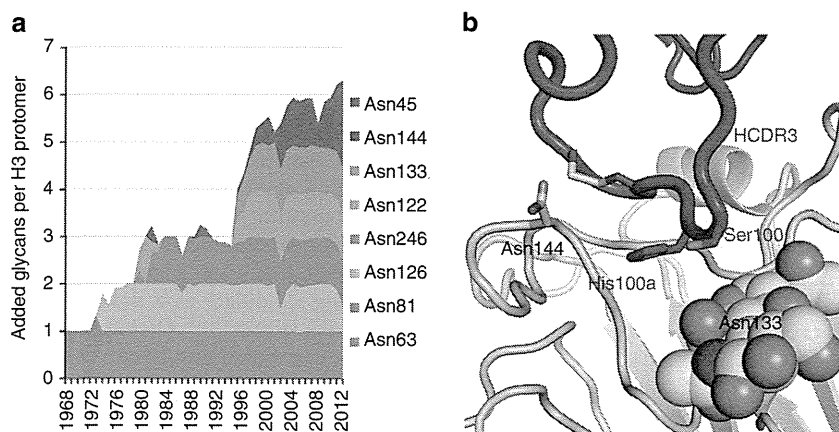 a
Added glycans per H3 protomer
7
6
5
4
3
2
1
0
1968
1972
1976
1980
1984
1988
1992
1996
2000
2004
2008
2012
Asn45
Asn144
Asn133
Asn122
Asn246
Asn126
Asn81
Asn63
b
HCDR3
Ser100
Asn144
His100a
Asn133